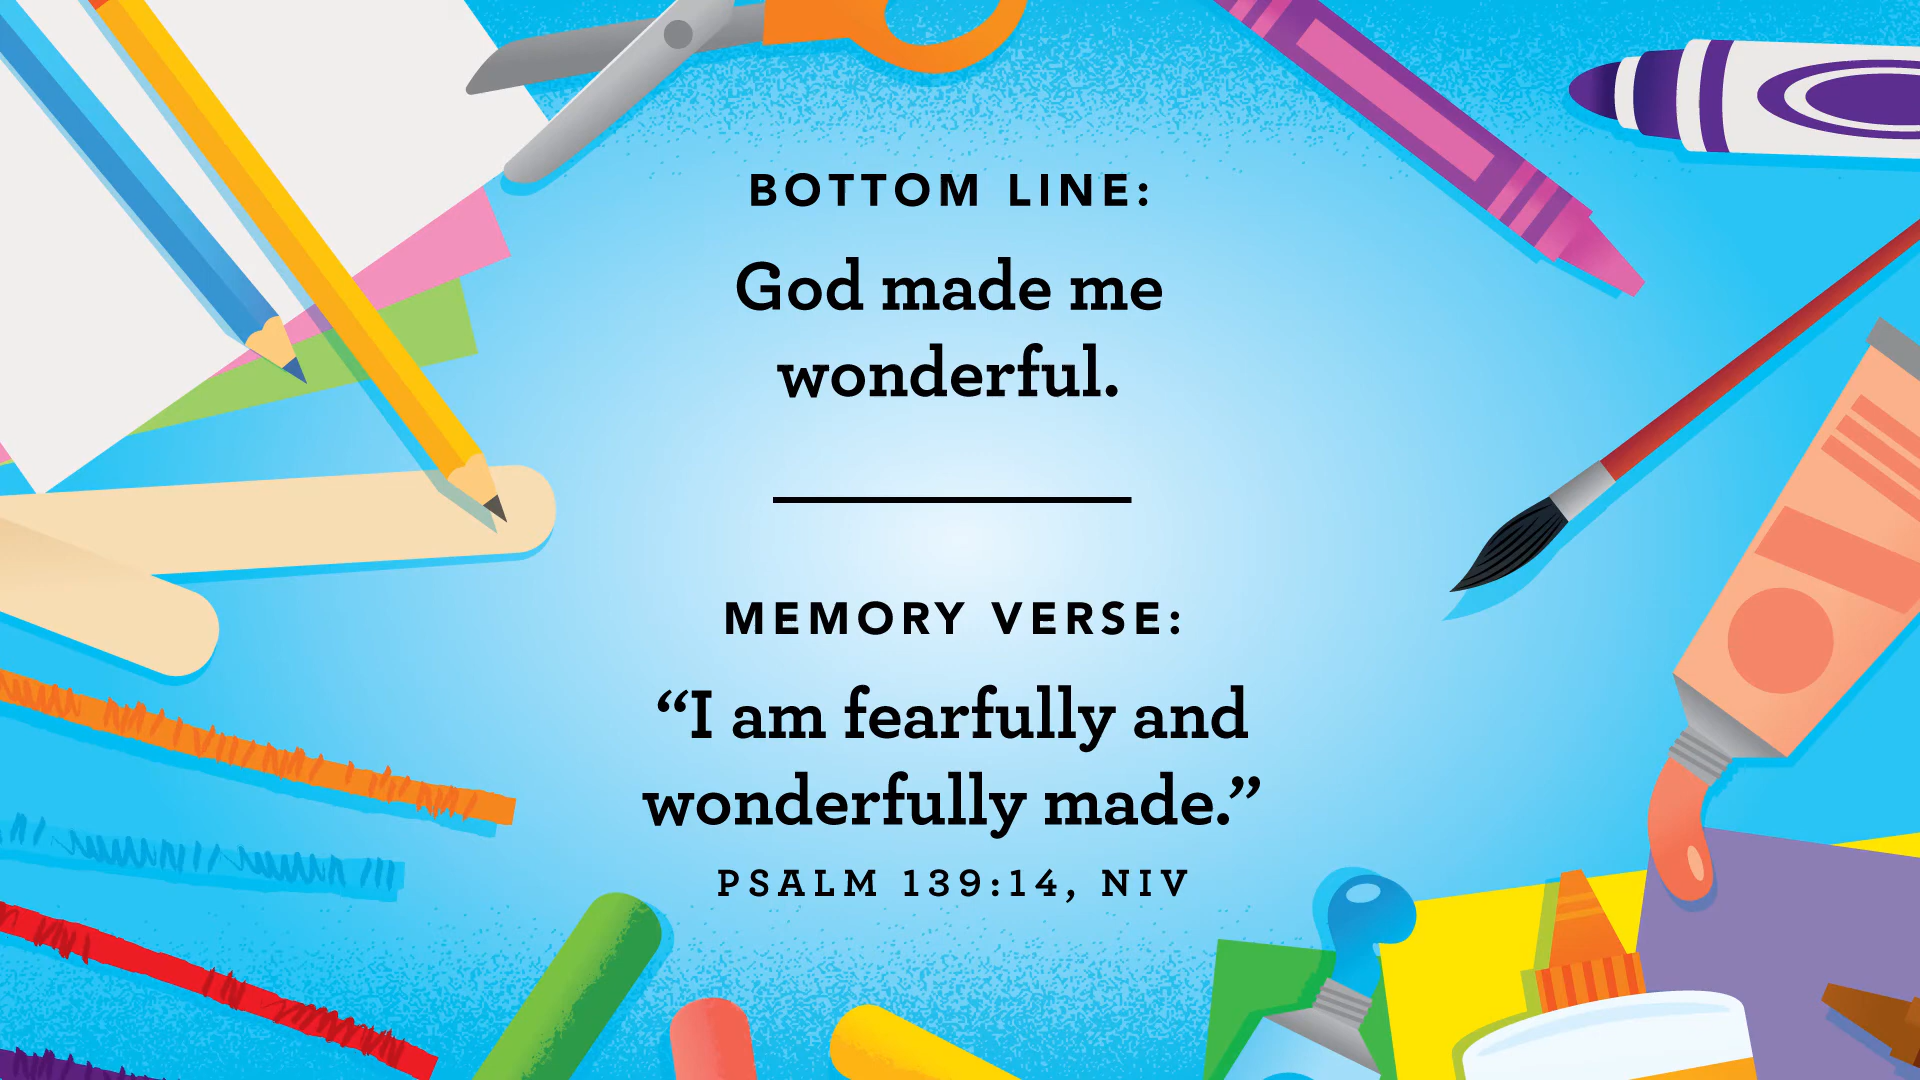 BOTTOM LINE:
God made me
wonderful.
MEMORY VERSE:
“I am fearfully and
wonderfully made.”
PSALM 139:14, NIV